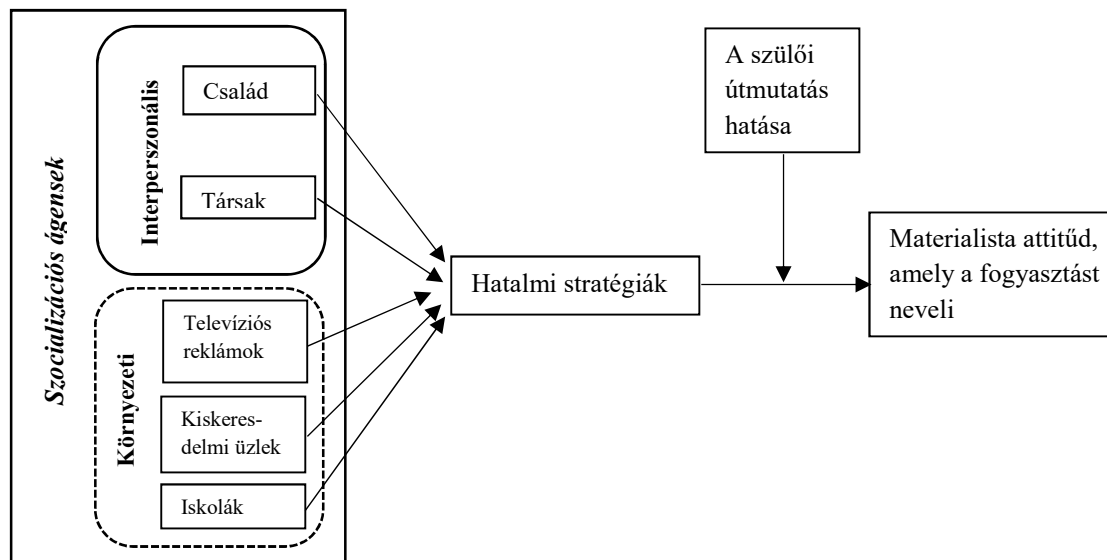 Szocializációs ágensek
Interperszonális
Család
Társak
Környezeti
Televíziós
reklámok
Kiskeres-
delmi üzlek
Iskolák
Hatalmi stratégiák
A szülői
útmutatás
hatása
Materialista attitűd,
amely a fogyasztást
neveli